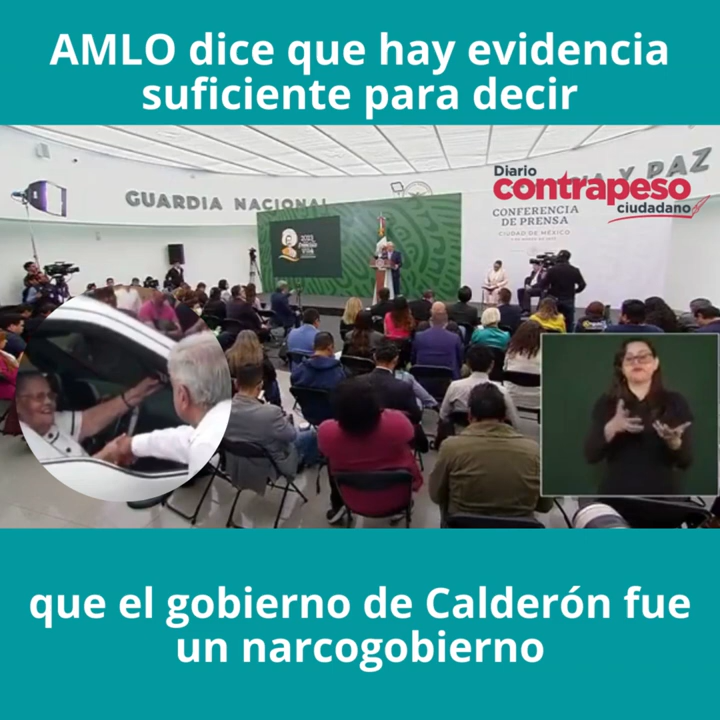 AMLO dice que hay evidencia
suficiente para decir
Diario
contrapeso
ciudadano
GUARDIA NACIONAL
Y PAZ
CONFERENCIA
DE PRENSA
CIUDAD DE MÉXICO
2023
que el gobierno de Calderón fue
un narcogobierno